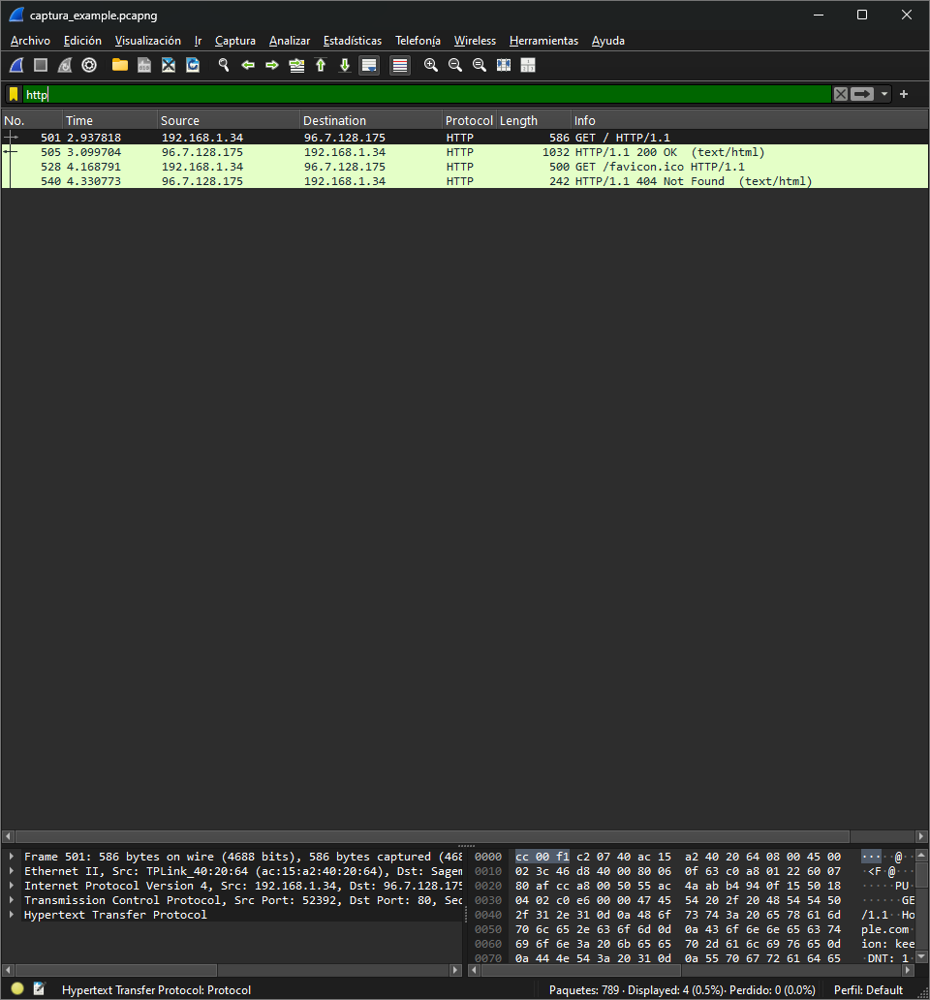 captura_example.pcapng
Archivo Edición Visualización Ir Captura Analizar Estadísticas Telefonía Wireless Herramientas Ayuda
http
No. Time Source Destination Protocol Length Info
501 2.937818 192.168.1.34 96.7.128.175 HTTP 586 GET / HTTP/1.1
505 3.099704 96.7.128.175 192.168.1.34 HTTP 1032 HTTP/1.1 200 OK (text/html)
528 4.168791 192.168.1.34 96.7.128.175 HTTP 500 GET /favicon.ico HTTP/1.1
540 4.330773 96.7.128.175 192.168.1.34 HTTP 242 HTTP/1.1 404 Not Found (text/html)
Frame 501: 586 bytes on wire (4688 bits), 586 bytes captured (468
Ethernet II, Src: TPLink_40:20:64 (ac:15:a2:40:20:64), Dst: Sagem
Internet Protocol Version 4, Src: 192.168.1.34, Dst: 96.7.128.175
Transmission Control Protocol, Src Port: 52392, Dst Port: 80, Sec
Hypertext Transfer Protocol
0000 cc 00 f1 c2 07 40 ac 15 a2 40 20 64 08 00 45 00 ·····@··
0010 02 3c 46 d8 40 00 80 06 0f 63 c0 a8 01 22 60 07 ·<F·@···
0020 80 af cc a8 00 50 55 ac 4a ab b4 94 0f 15 50 18 ·····PU·
0030 04 02 c0 e6 00 00 47 45 54 20 2f 20 48 54 54 50 ······GE
0040 2f 31 2e 31 0d 0a 48 6f 73 74 3a 20 65 78 61 6d /1.1··Ho
0050 70 6c 65 2e 63 6f 6d 0d 0a 43 6f 6e 6e 65 63 74 ple.com·
0060 69 6f 6e 3a 20 6b 65 65 70 2d 61 6c 69 76 65 0d ion: kee
0070 0a 44 4e 54 3a 20 31 0d 0a 55 70 67 72 61 64 65 ·DNT: 1·
Hypertext Transfer Protocol: Protocol
Paquetes: 789 · Displayed: 4 (0.5%) · Perdido: 0 (0.0%)
Perfil: Default